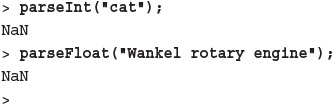 > parseInt("cat");
NaN
> parseFloat("Wankel rotary engine");
NaN
>